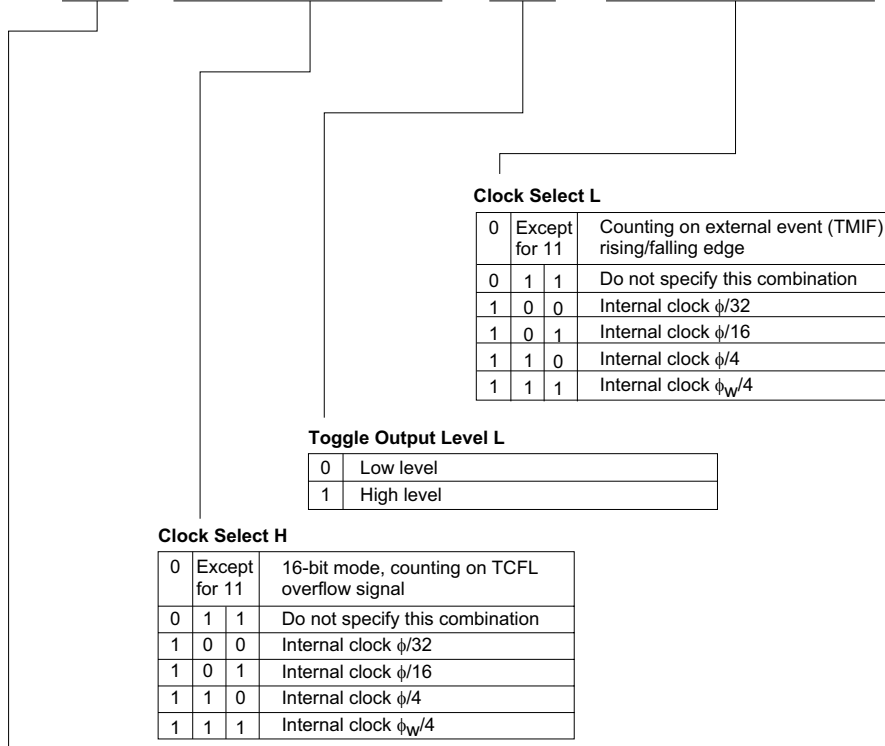 Clock Select L
0 Except for 11 Counting on external event (TMIF) rising/falling edge
0 1 1 Do not specify this combination
1 0 0 Internal clock ϕ/32
1 0 1 Internal clock ϕ/16
1 1 0 Internal clock ϕ/4
1 1 1 Internal clock ϕW/4
Toggle Output Level L
0 Low level
1 High level
Clock Select H
0 Except for 11 16-bit mode, counting on TCFL overflow signal
0 1 1 Do not specify this combination
1 0 0 Internal clock ϕ/32
1 0 1 Internal clock ϕ/16
1 1 0 Internal clock ϕ/4
1 1 1 Internal clock ϕW/4